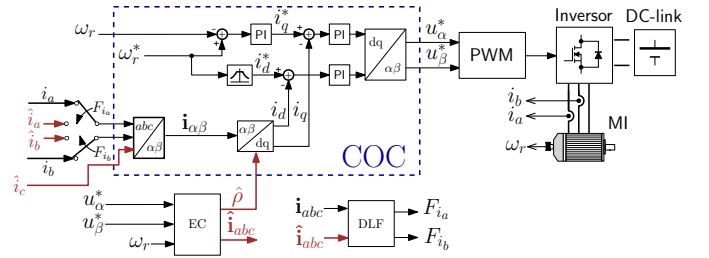 Inversor DC-link
ω_r - + PI i_q^* + - PI dq αβ u_α^* u_β^* PWM
ω_r^* i_d^* + - PI
i_b
i_a
MI
ω_r
i_a F_{i_a}
î_a
î_b
i_b F_{i_b}
î_c
abc αβ i_{αβ} αβ dq i_d i_q
COC
ρ̂
u_α^*
u_β^*
ω_r
EC
î_{abc}
i_{abc}
î_{abc}
DLF
F_{i_a}
F_{i_b}